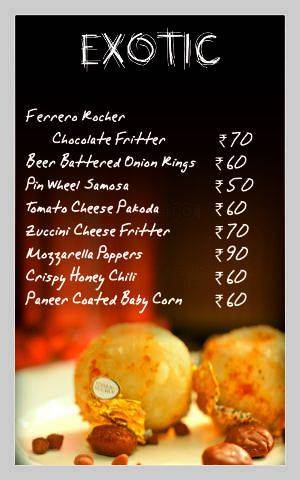 EXOTIC
Ferrero Rocher
Chocolate Fritter ₹70
Beer Battered Onion Rings ₹60
Pin Wheel Samosa ₹50
Tomato Cheese Pakoda ₹60
Zuccini Cheese Fritter ₹70
Mozzarella Poppers ₹90
Crispy Honey Chili ₹60
Paneer Coated Baby Corn ₹60